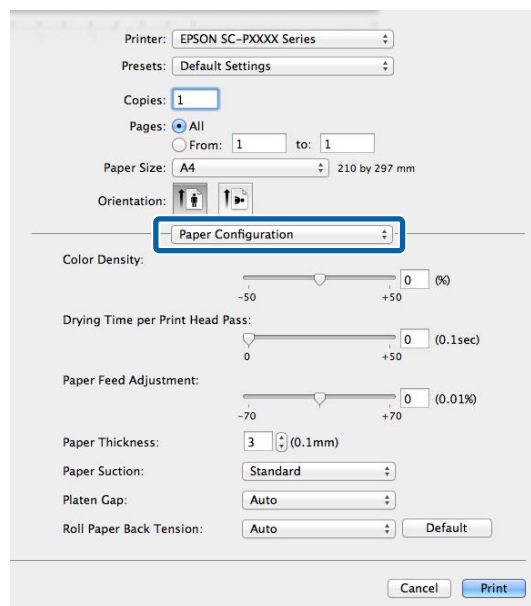 Printer: EPSON SC-PXXXX Series
Presets: Default Settings
Copies: 1
Pages: All
From: 1 to: 1
Paper Size: A4 210 by 297 mm
Orientation:
Paper Configuration
Color Density: 0 (%)
-50 +50
Drying Time per Print Head Pass: 0 (0.1sec)
0 +50
Paper Feed Adjustment: 0 (0.01%)
-70 +70
Paper Thickness: 3 (0.1mm)
Paper Suction: Standard
Platen Gap: Auto
Roll Paper Back Tension: Auto Default
Cancel Print